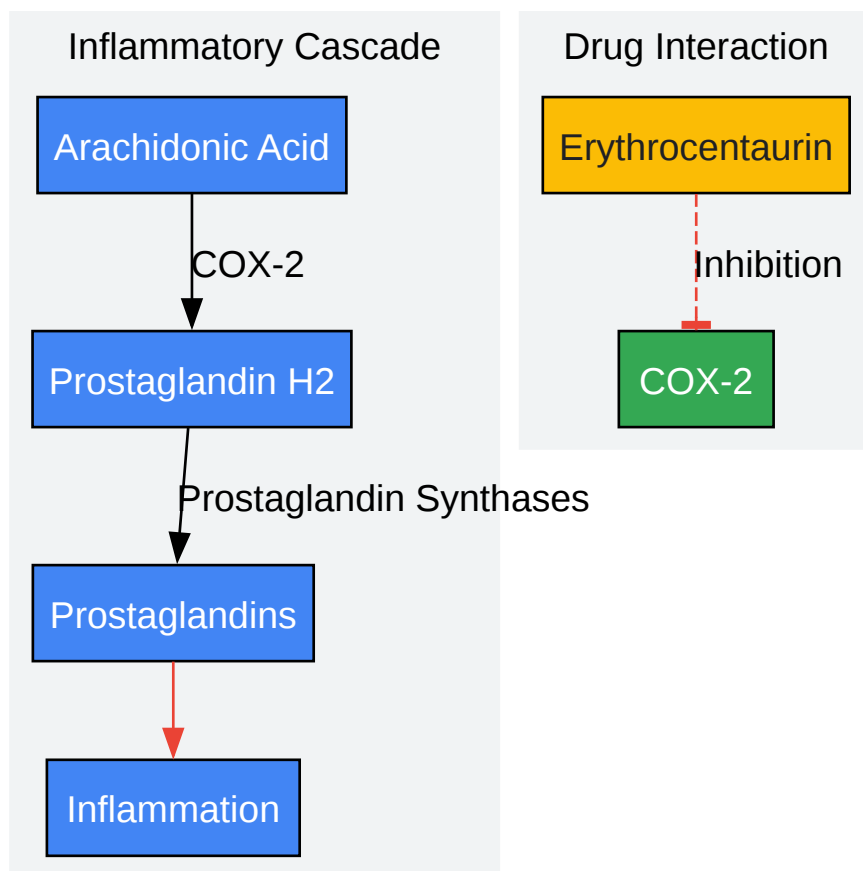 Inflammatory Cascade
Arachidonic Acid
COX-2
Prostaglandin H2
Prostaglandin Synthases
Prostaglandins
Inflammation
Drug Interaction
Erythrocentaurin
Inhibition
COX-2